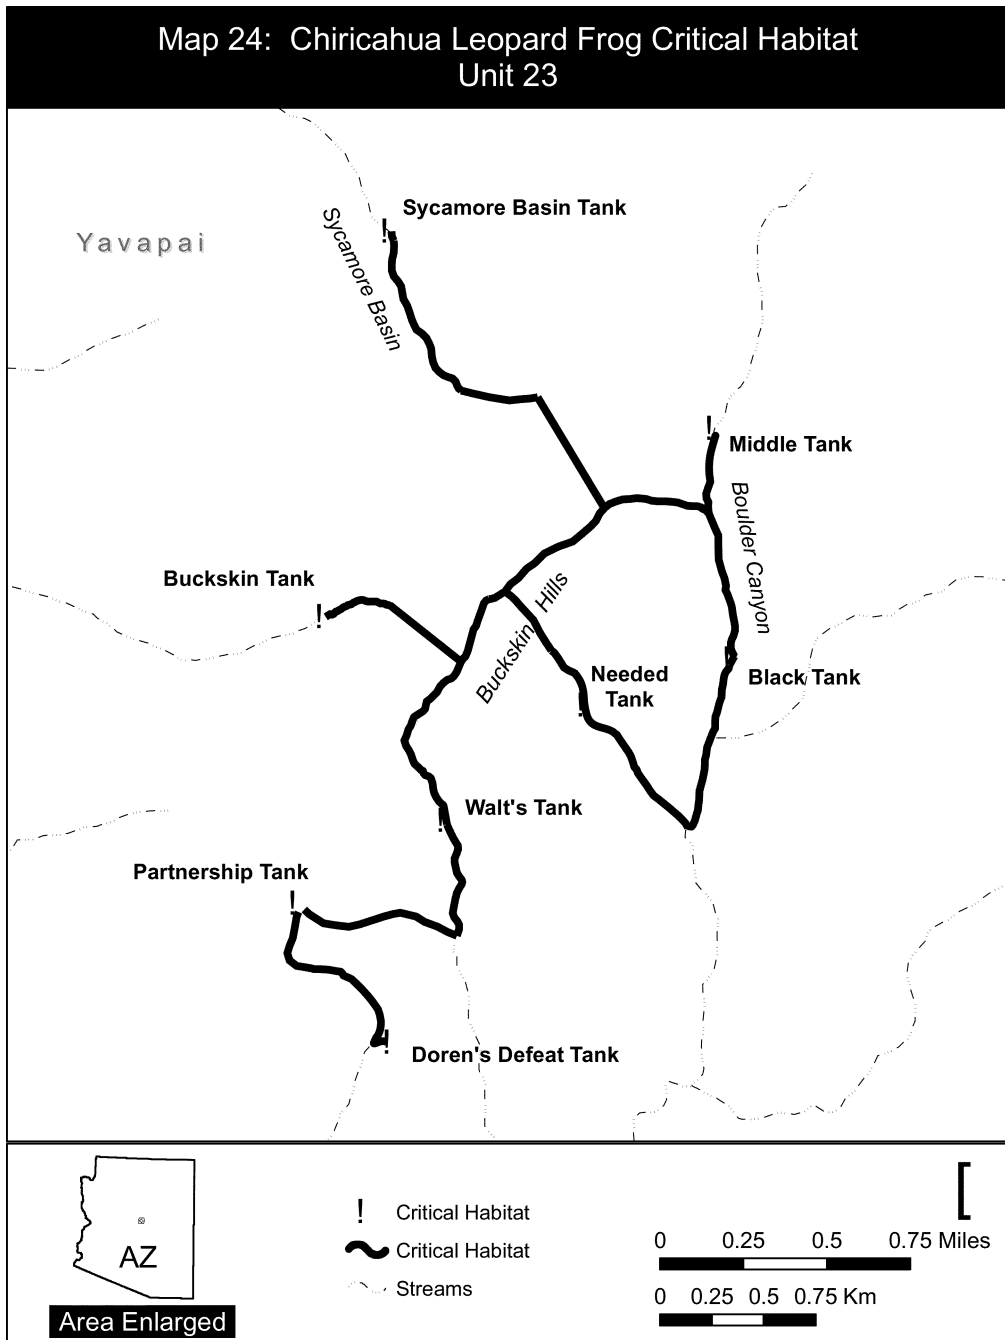 Map 24: Chiricahua Leopard Frog Critical Habitat
Unit 23
Sycamore Basin Tank
Yavapai
Sycamore Basin
Middle Tank
Boulder Canyon
Buckskin Tank
Buckskin Hills
Needed
Tank
Black Tank
Walt's Tank
Partnership Tank
Doren's Defeat Tank
AZ
Area Enlarged
! Critical Habitat
Critical Habitat
Streams
[
0 0.25 0.5 0.75 Miles
0 0.25 0.5 0.75 Km